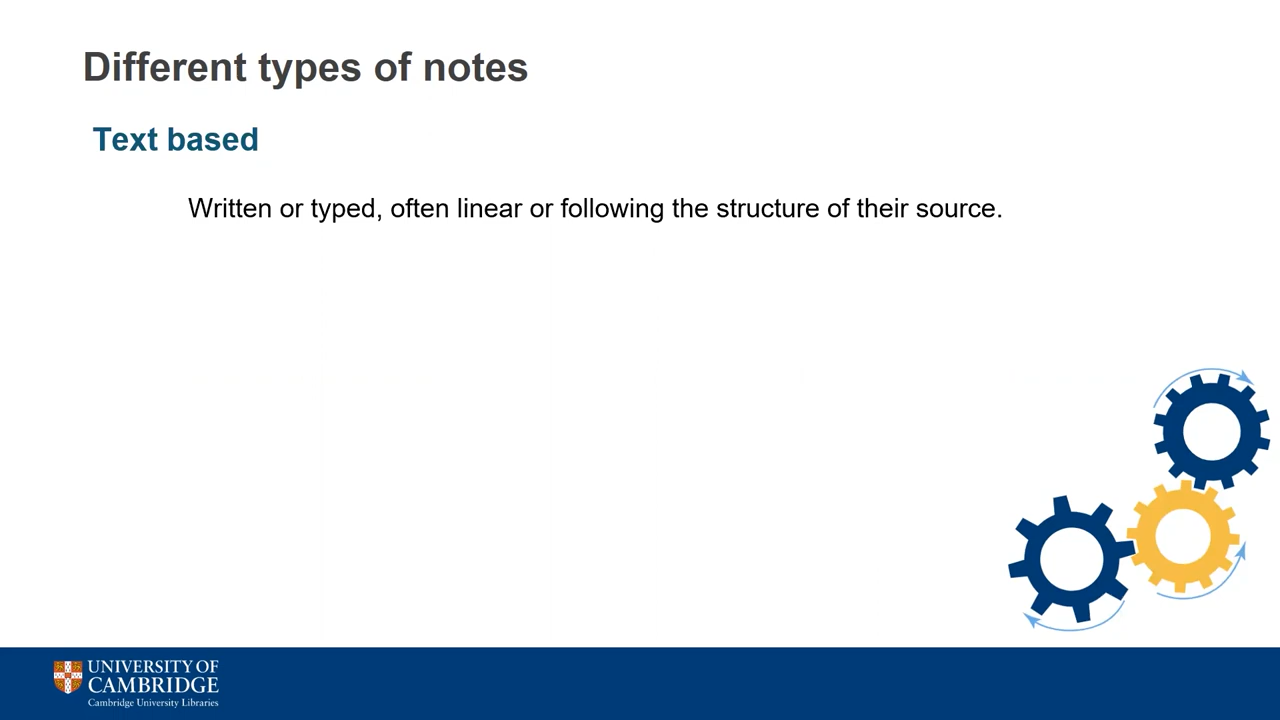 Different types of notes
Text based
Written or typed, often linear or following the structure of their source.
UNIVERSITY OF
CAMBRIDGE
Cambridge University Libraries